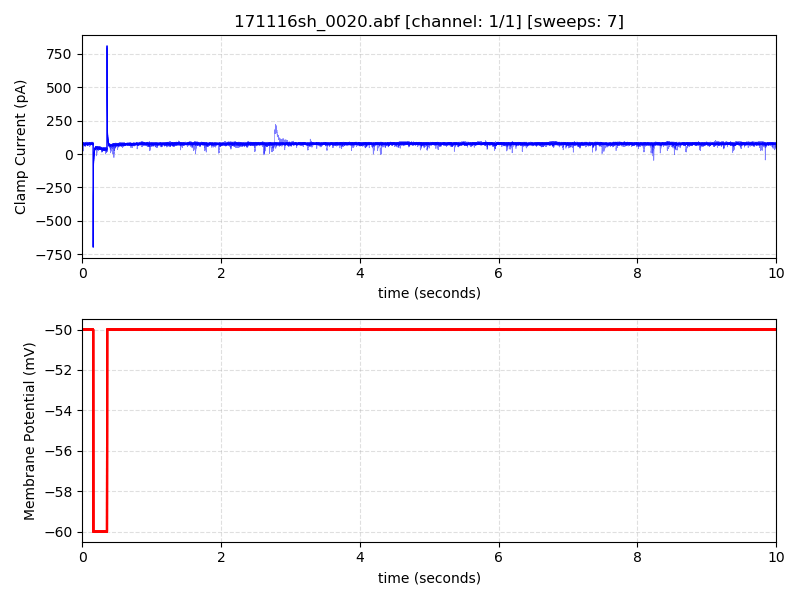 171116sh_0020.abf [channel: 1/1] [sweeps: 7]
Clamp Current (pA)
750
500
250
0
−250
−500
−750
0 2 4 6 8 10
time (seconds)
Membrane Potential (mV)
−50
−52
−54
−56
−58
−60
0 2 4 6 8 10
time (seconds)